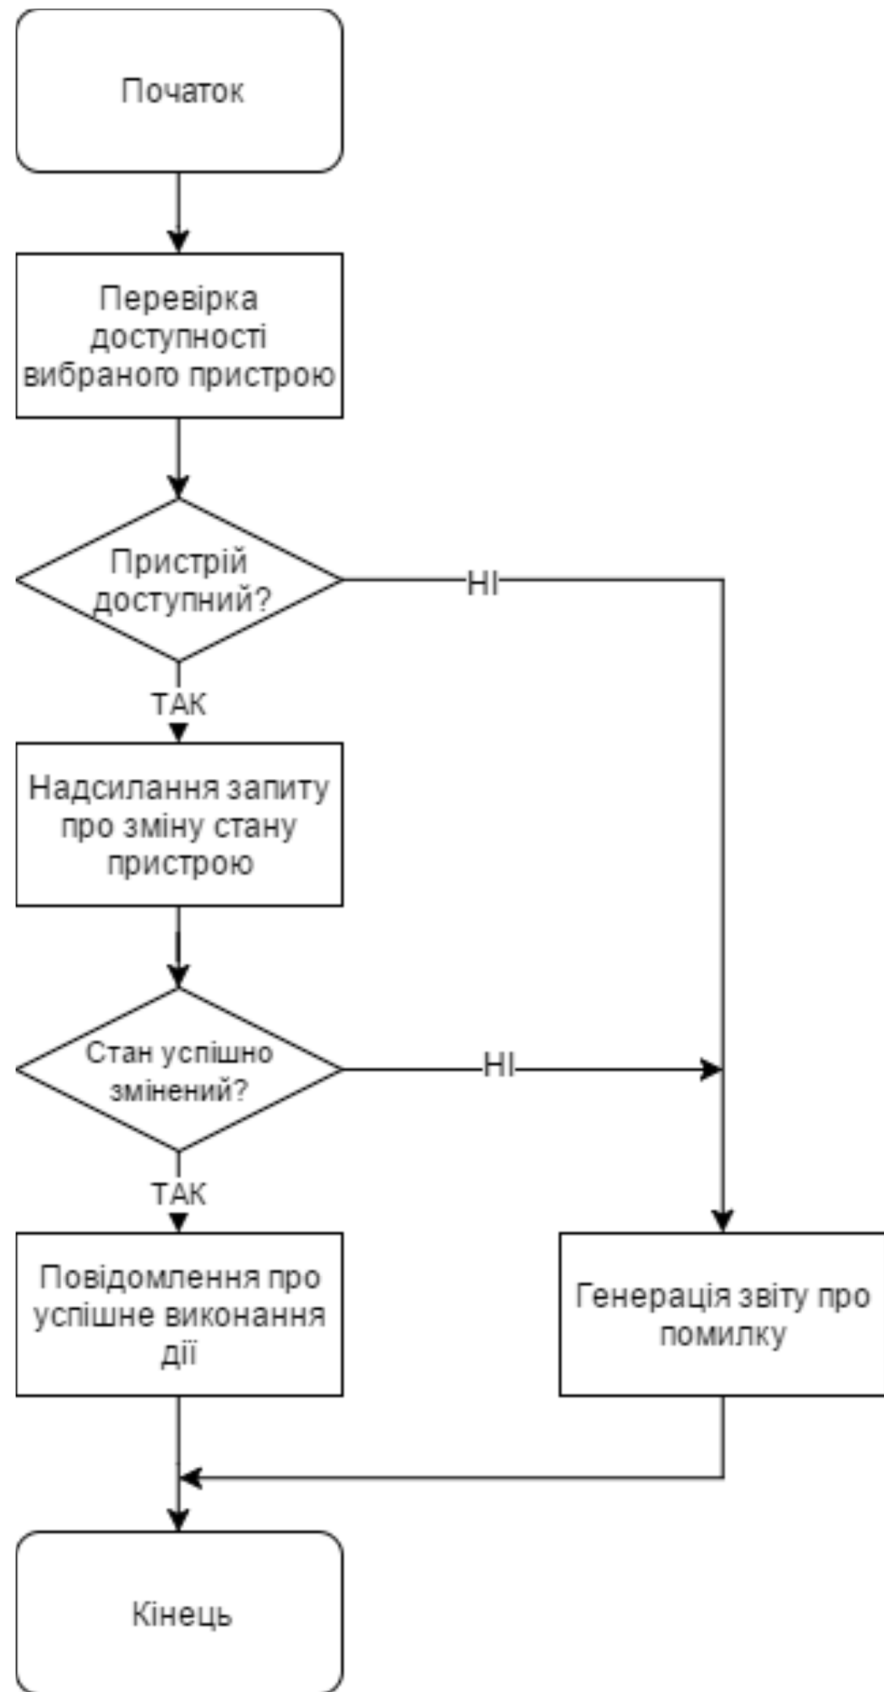 Початок
Перевірка
доступності
вибраного пристрою
Пристрій
доступний?
НІ
ТАК
Надсилання запиту
про зміну стану
пристрою
Стан успішно
змінений?
НІ
ТАК
Повідомлення про
успішне виконання
дії
Генерація звіту про
помилку
Кінець